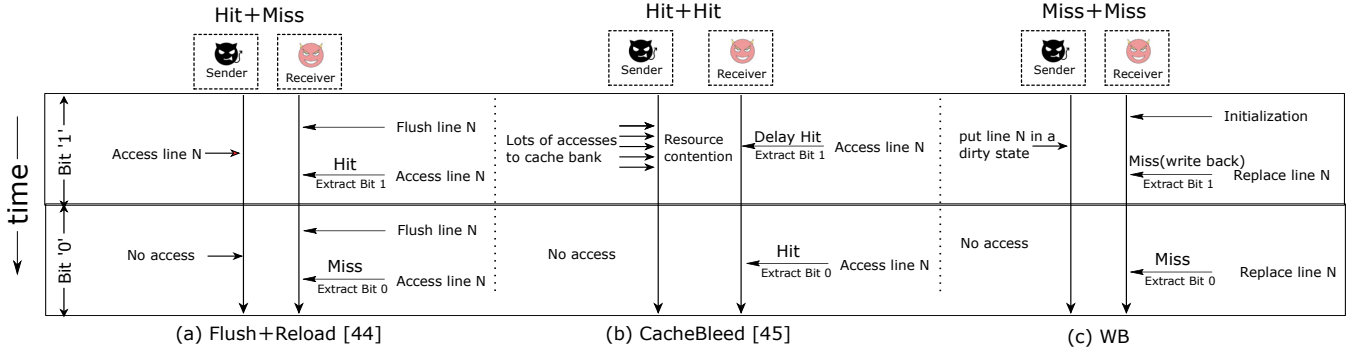 Hit+Miss
Hit+Hit
Miss+Miss
Sender
Receiver
Sender
Receiver
Sender
Receiver
time
Bit '1'
Access line N
Flush line N
Hit
Extract Bit 1
Access line N
Lots of accesses
to cache bank
Resource
contention
Delay Hit
Extract Bit 1
Access line N
put line N in a
dirty state
Initialization
Miss(write back)
Extract Bit 1
Replace line N
Bit '0'
No access
Flush line N
Miss
Extract Bit 0
Access line N
No access
Hit
Extract Bit 0
Access line N
No access
Miss
Extract Bit 0
Replace line N
(a) Flush+Reload [44]
(b) CacheBleed [45]
(c) WB